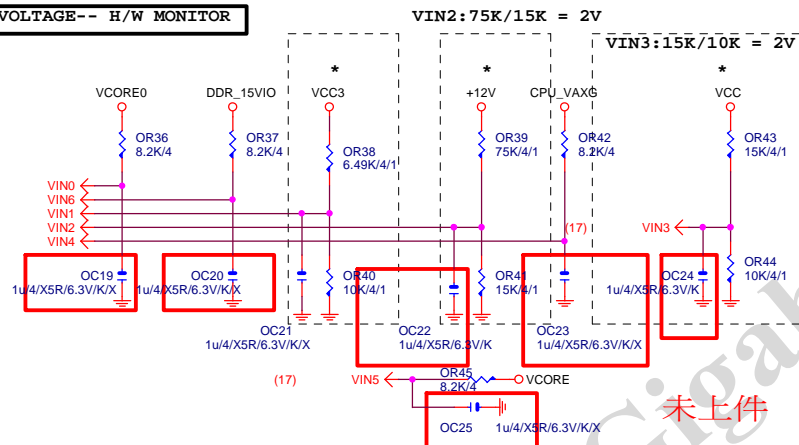 VOLTAGE-- H/W MONITOR
VIN2:75K/15K = 2V
VIN3:15K/10K = 2V
* * *
VCORE0 DDR_15VIO VCC3 +12V CPU_VAXG VCC
OR36
8.2K/4
OR37
8.2K/4
OR38
6.49K/4/1
OR39
75K/4/1
OR42
8.2K/4
OR43
15K/4/1
VIN0
VIN6
VIN1
VIN2
VIN4
(17)
VIN3
OC19
1u/4/X5R/6.3V/K/X
OC20
1u/4/X5R/6.3V/K/X
OR40
10K/4/1
OR41
15K/4/1
OC24
1u/4/X5R/6.3V/K
OR44
10K/4/1
OC21
1u/4/X5R/6.3V/K/X
OC22
1u/4/X5R/6.3V/K
OC23
1u/4/X5R/6.3V/K/X
(17)
VIN5
OR45
8.2K/4
VCORE
OC25
1u/4/X5R/6.3V/K/X
未上件
Gigab